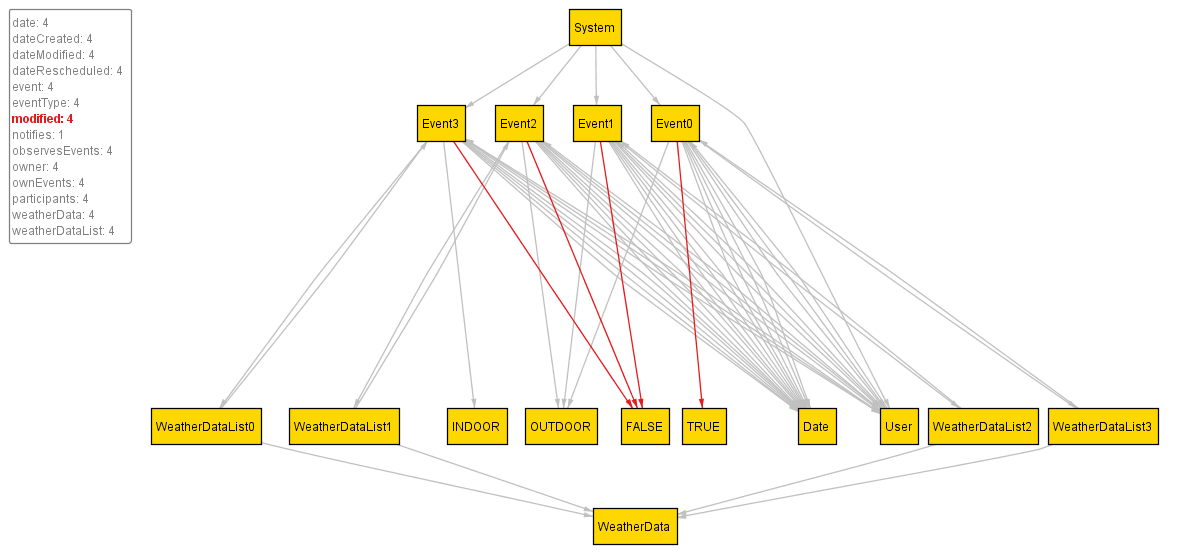 date: 4
dateCreated: 4
dateModified: 4
dateRescheduled: 4
event: 4
eventType: 4
modified: 4
notifies: 1
observesEvents: 4
owner: 4
ownEvents: 4
participants: 4
weatherData: 4
weatherDataList: 4
System
Event3 Event2 Event1 Event0
WeatherDataList0 WeatherDataList1 INDOOR OUTDOOR FALSE TRUE Date User WeatherDataList2 WeatherDataList3
WeatherData